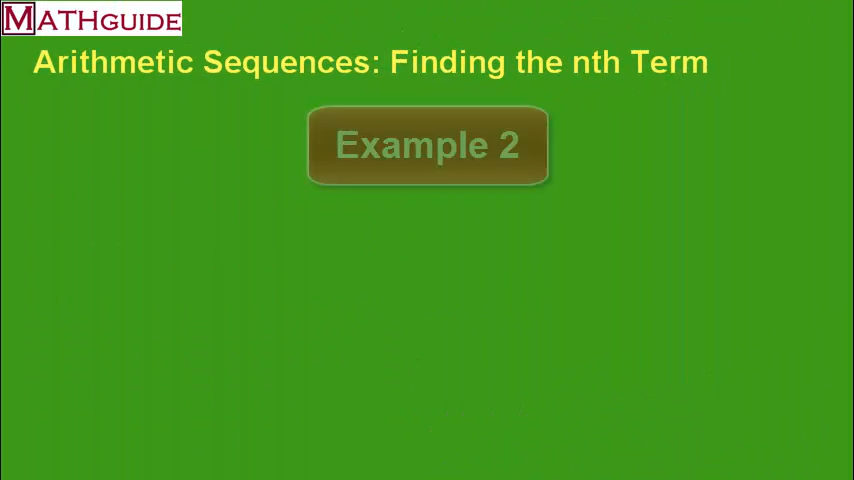 MATHGUIDE
Arithmetic Sequences: Finding the nth Term
Example 2